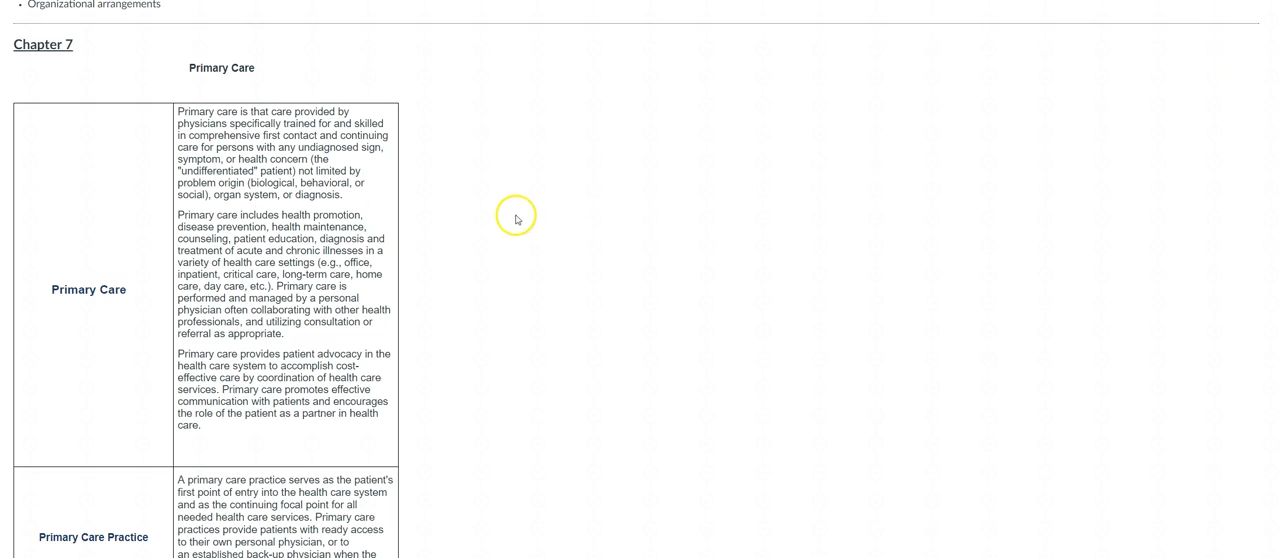 • Organizational arrangements
Chapter 7
Primary Care
Primary Care
Primary care is that care provided by
physicians specifically trained for and skilled
in comprehensive first contact and continuing
care for persons with any undiagnosed sign,
symptom, or health concern (the
"undifferentiated" patient) not limited by
problem origin (biological, behavioral, or
social), organ system, or diagnosis.
Primary care includes health promotion,
disease prevention, health maintenance,
counseling, patient education, diagnosis and
treatment of acute and chronic illnesses in a
variety of health care settings (e.g., office,
inpatient, critical care, long-term care, home
care, day care, etc.). Primary care is
performed and managed by a personal
physician often collaborating with other health
professionals, and utilizing consultation or
referral as appropriate.
Primary care provides patient advocacy in the
health care system to accomplish cost-
effective care by coordination of health care
services. Primary care promotes effective
communication with patients and encourages
the role of the patient as a partner in health
care.
Primary Care Practice
A primary care practice serves as the patient's
first point of entry into the health care system
and as the continuing focal point for all
needed health care services. Primary care
practices provide patients with ready access
to their own personal physician, or to
an established back-up physician when the